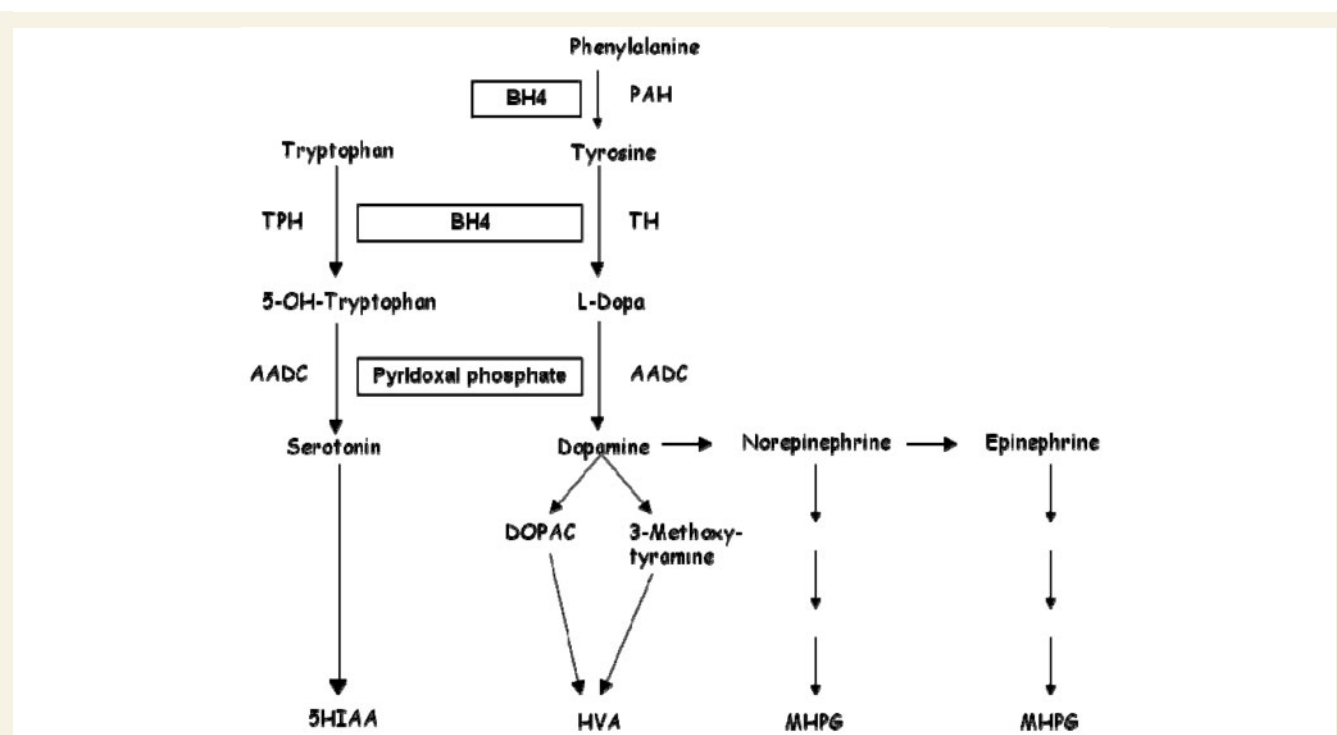 Phenylalanine
BH4
PAH
Tryptophan
Tyrosine
TPH
BH4
TH
5-OH-Tryptophan
L-Dopa
AADC
Pyridoxal phosphate
AADC
Serotonin
Dopamine
Norepinephrine
Epinephrine
DOPAC
3-Methoxy-
tyramine
5HIAA
HVA
MHPG
MHPG